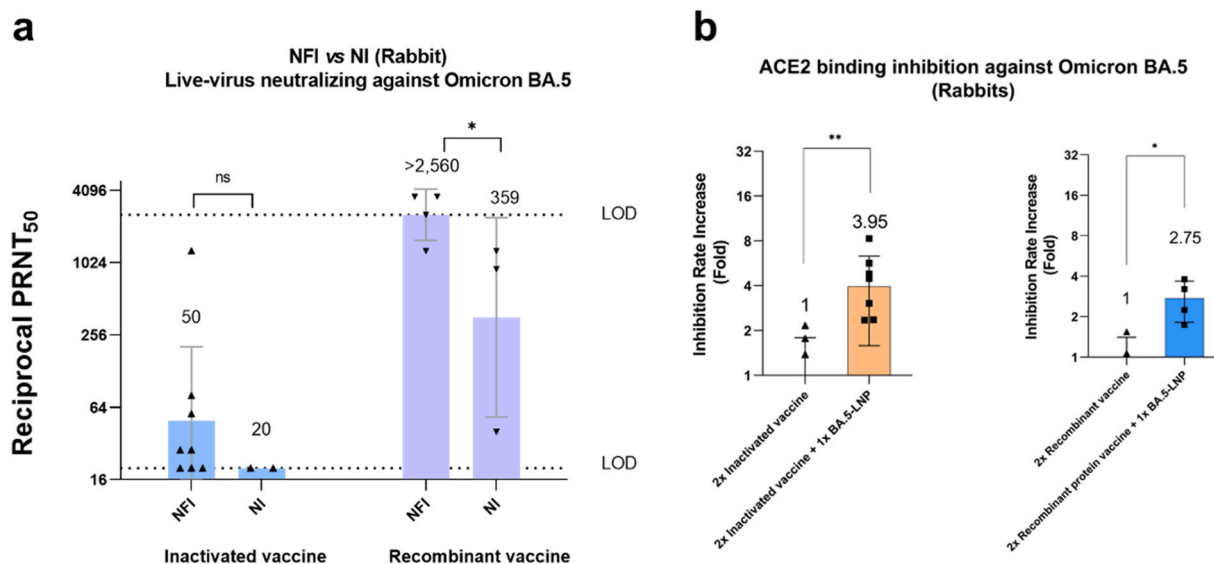 a
NFI vs NI (Rabbit)
Live-virus neutralizing against Omicron BA.5
Reciprocal PRNT50
4096
1024
256
64
16
ns
*
50
20
>2,560
359
LOD
LOD
NFI
NI
NFI
NI
Inactivated vaccine
Recombinant vaccine
b
ACE2 binding inhibition against Omicron BA.5
(Rabbits)
Inhibition Rate Increase
(Fold)
32
16
8
4
2
1
**
1
3.95
2x Inactivated vaccine
2x Inactivated vaccine + 1x BA.5-LNP
Inhibition Rate Increase
(Fold)
32
16
8
4
2
1
*
1
2.75
2x Recombinant vaccine
2x Recombinant protein vaccine + 1x BA.5-LNP